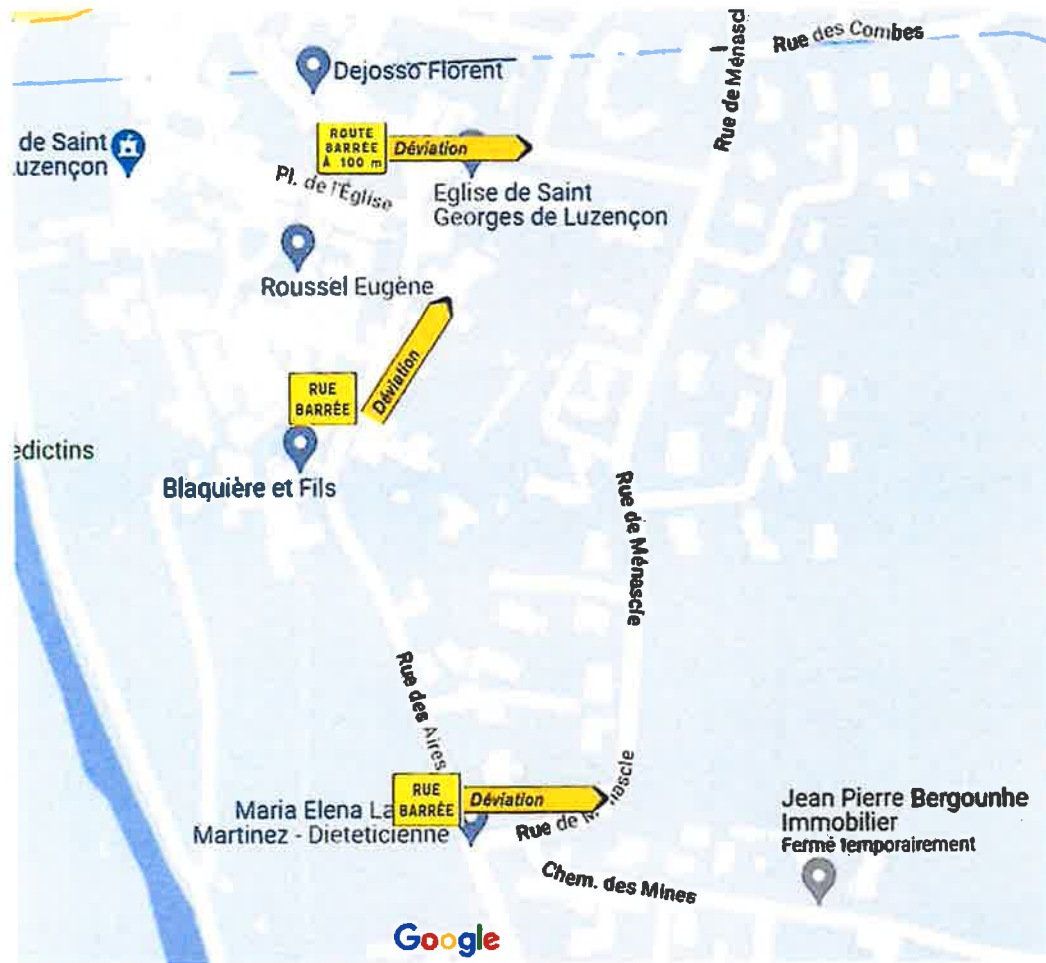 Rue de Ménascl
Rue des Combes
Dejosso Florent
de Saint
uzençon
ROUTE
BARRÉE
À 100 m
Déviation
Pl. de l'Église
Eglise de Saint
Georges de Luzençon
Roussel Eugène
RUE
BARRÉE
Déviation
edictins
Blaquière et Fils
Rue de Ménascle
Rue des Aires
RUE
BARRÉE
Déviation
Maria Elena La
Martinez - Dieteticienne
Rue de M nascle
Jean Pierre Bergounhe
Immobilier
Fermé temporairement
Chem. des Mines
Google